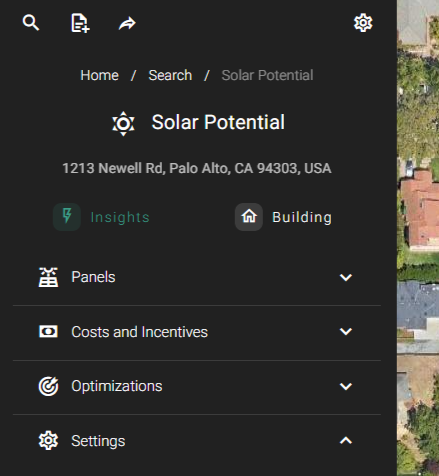 Home / Search / Solar Potential
Solar Potential
1213 Newell Rd, Palo Alto, CA 94303, USA
Insights Building
Panels
Costs and Incentives
Optimizations
Settings